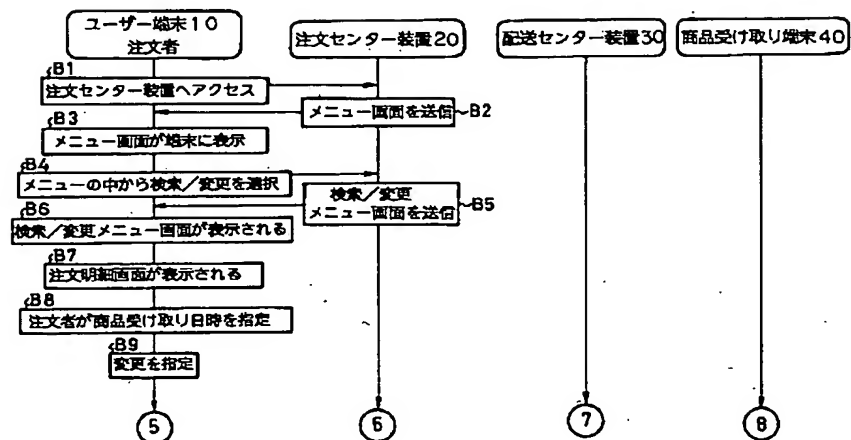 ユーザー端末10
注文者
注文センター装置20
配送センター装置30
商品受け取り端末40
B1
注文センター装置へアクセス
メニュー画面を送信
B2
B3
メニュー画面が端末に表示
B4
メニューの中から検索/変更を選択
検索/変更
メニュー画面を送信
B5
B6
検索/変更メニュー画面が表示される
B7
注文明細画面が表示される
B8
注文者が商品受け取り日時を指定
B9
変更を指定
5
6
7
8